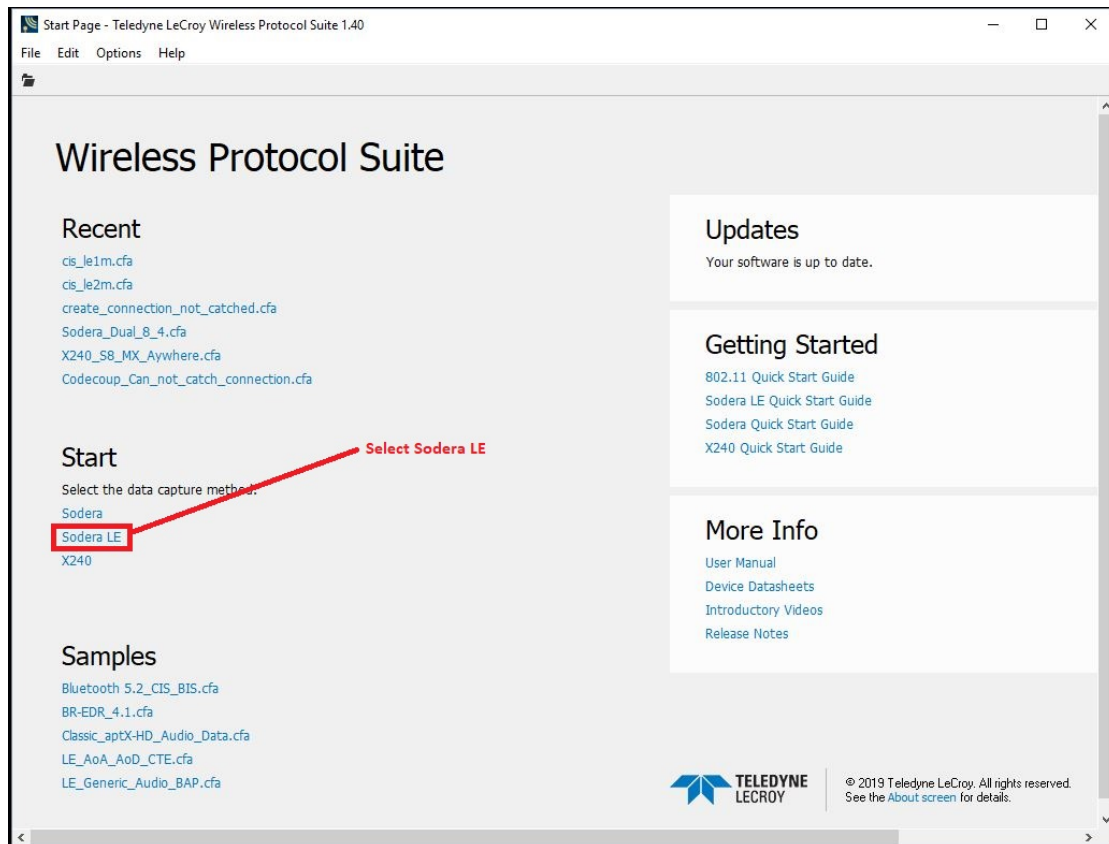 Start Page - Teledyne LeCroy Wireless Protocol Suite 1.40
File Edit Options Help
Wireless Protocol Suite
Recent
cis_le1m.cfa
cis_le2m.cfa
create_connection_not_catched.cfa
Sodera_Dual_8_4.cfa
X240_S8_MX_Aywhere.cfa
Codecoup_Can_not_catch_connection.cfa
Start
Select the data capture method:
Sodera
Sodera LE
X240
Select Sodera LE
Samples
Bluetooth 5.2_CIS_BIS.cfa
BR-EDR_4.1.cfa
Classic_aptX-HD_Audio_Data.cfa
LE_AoA_AoD_CTE.cfa
LE_Generic_Audio_BAP.cfa
Updates
Your software is up to date.
Getting Started
802.11 Quick Start Guide
Sodera LE Quick Start Guide
Sodera Quick Start Guide
X240 Quick Start Guide
More Info
User Manual
Device Datasheets
Introductory Videos
Release Notes
TELEDYNE
LECROY
© 2019 Teledyne LeCroy. All rights reserved.
See the About screen for details.